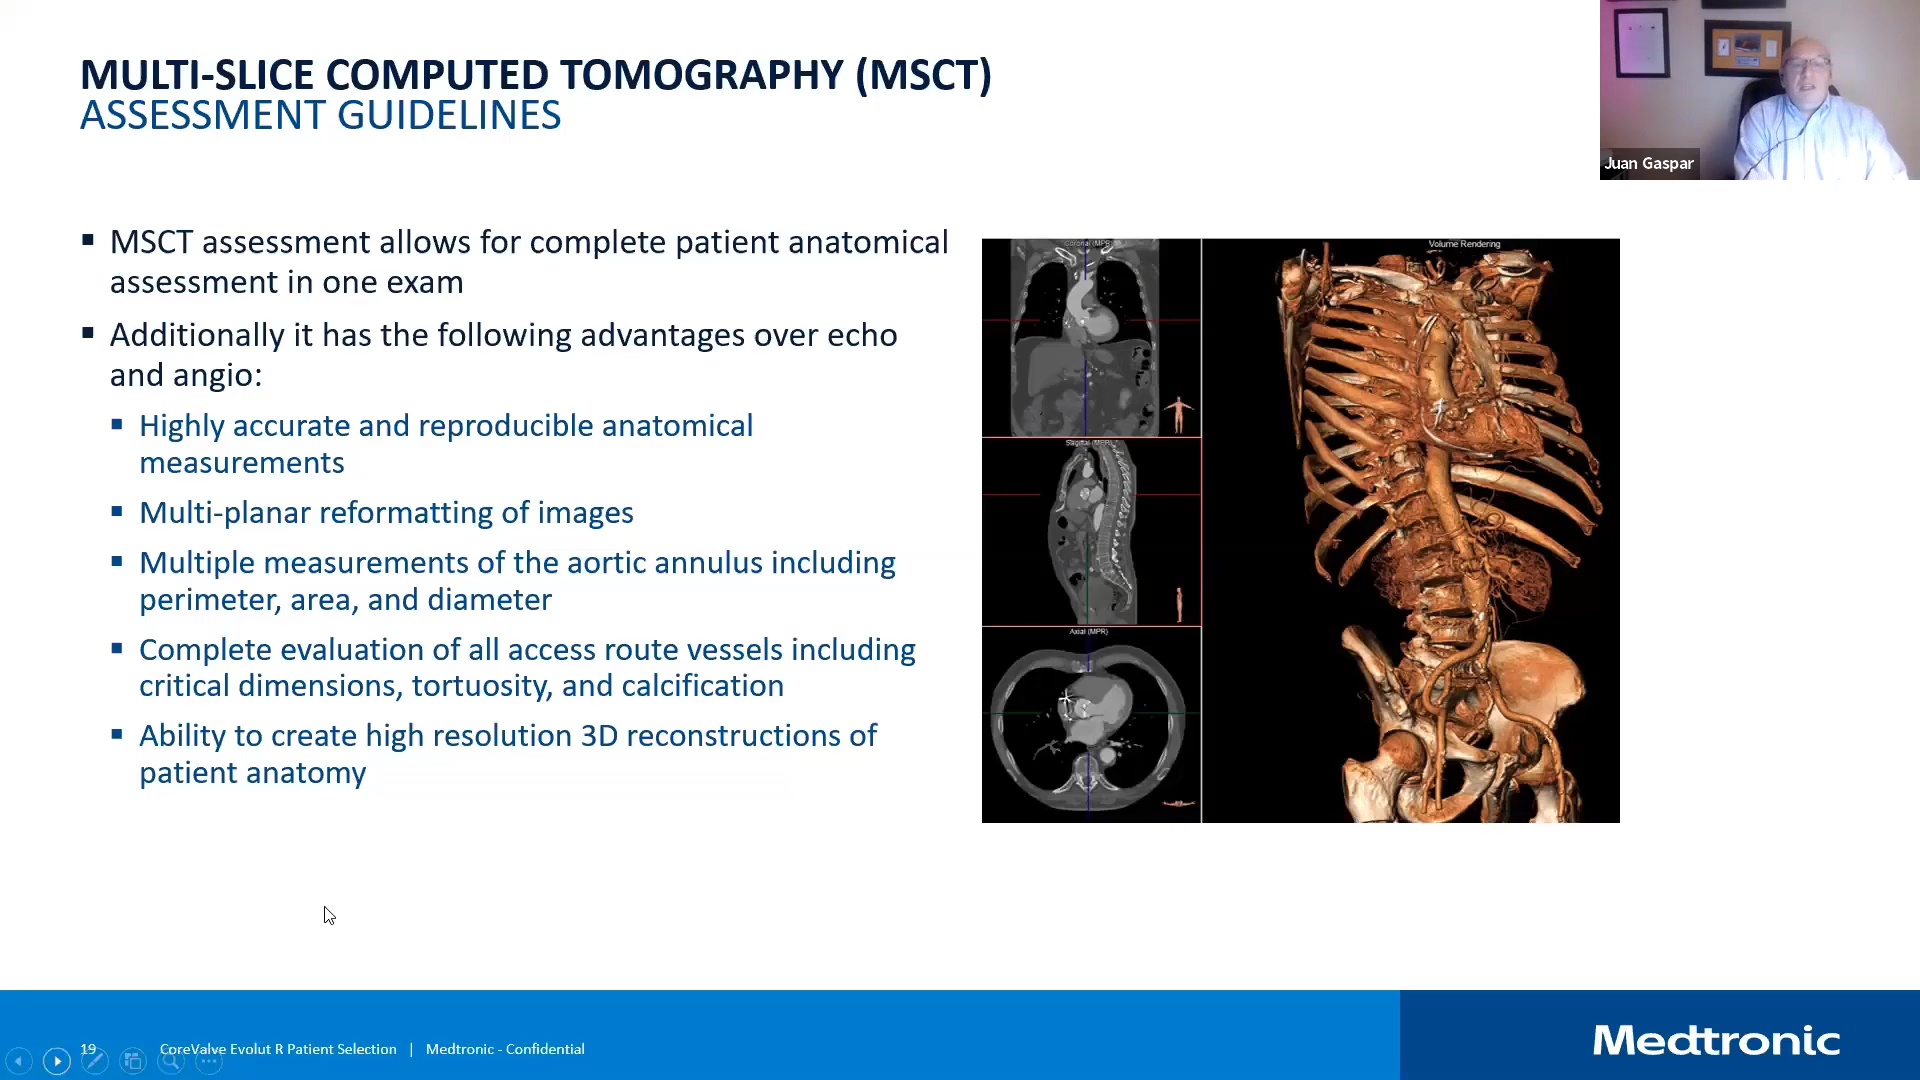 MULTI-SLICE COMPUTED TOMOGRAPHY (MSCT)
ASSESSMENT GUIDELINES
Juan Gaspar
▪ MSCT assessment allows for complete patient anatomical
assessment in one exam
▪ Additionally it has the following advantages over echo
and angio:
▪ Highly accurate and reproducible anatomical
measurements
▪ Multi-planar reformatting of images
▪ Multiple measurements of the aortic annulus including
perimeter, area, and diameter
▪ Complete evaluation of all access route vessels including
critical dimensions, tortuosity, and calcification
▪ Ability to create high resolution 3D reconstructions of
patient anatomy
Coronal (MPR)
Sagittal (MPR)
Axial (MPR)
Volume Rendering
19
CoreValve Evolut R Patient Selection | Medtronic - Confidential
Medtronic